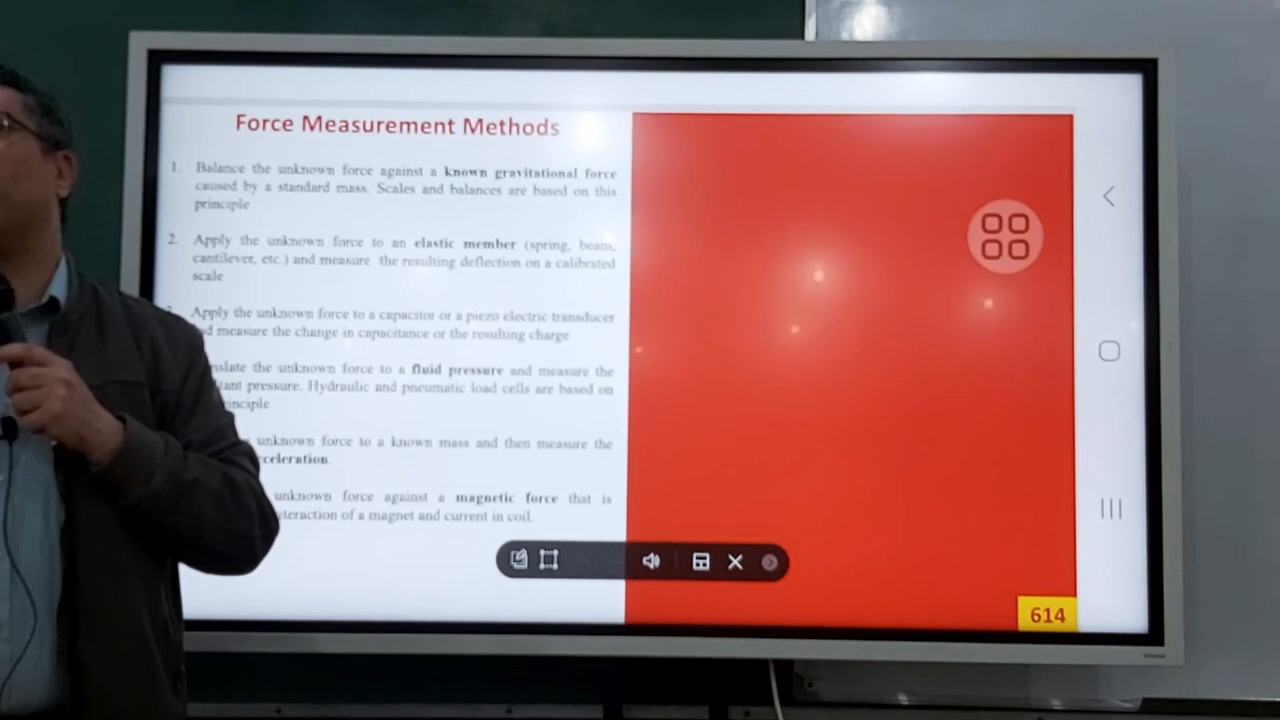 Force Measurement Methods
1. Balance the unknown force against a known gravitational force
caused by a standard mass. Scales and balances are based on this
principle
2. Apply the unknown force to an elastic member (spring, beam,
cantilever, etc.) and measure the resulting deflection on a calibrated
scale
Apply the unknown force to a capacitor or a piezo electric transducer
measure the change in capacitance or the resulting charge
the unknown force to a fluid pressure and measure the
pressure. Hydraulic and pneumatic load cells are based on
unknown force to a known mass and then measure the
unknown force against a magnetic force that is
of a magnet and current in coil.
614